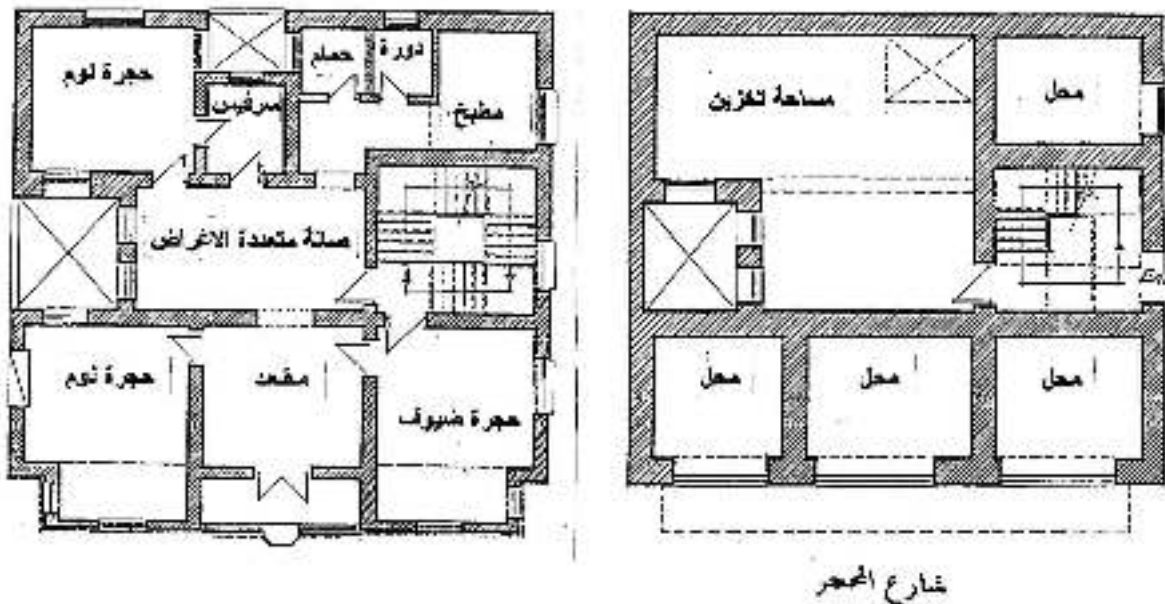 محل
مساحة تخزين
محل
محل
محل
شارع المحجر
دورة
حمام
حجرة نوم
مطبخ
صالة متعددة الاغراض
حجرة نوم
مقعد
حجرة ضيوف